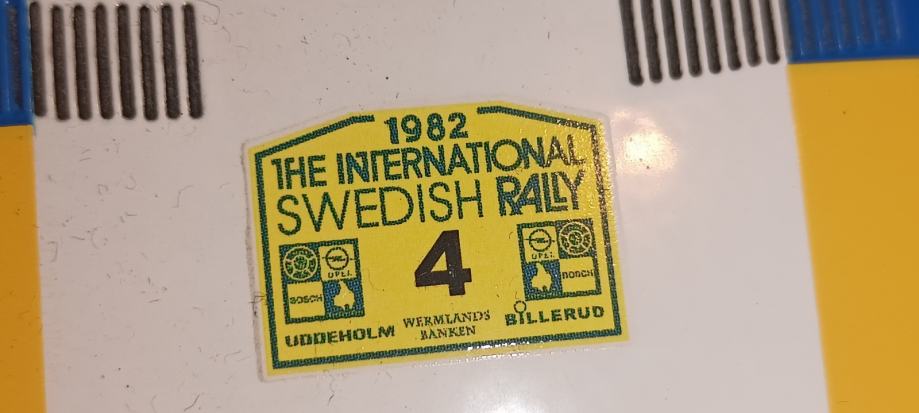 1982
THE INTERNATIONAL
SWEDISH RALLY
4
OPEL
BOSCH
OPEL
BOSCH
UDDEHOLM
WERMLANDS
BANKEN
BILLERUD